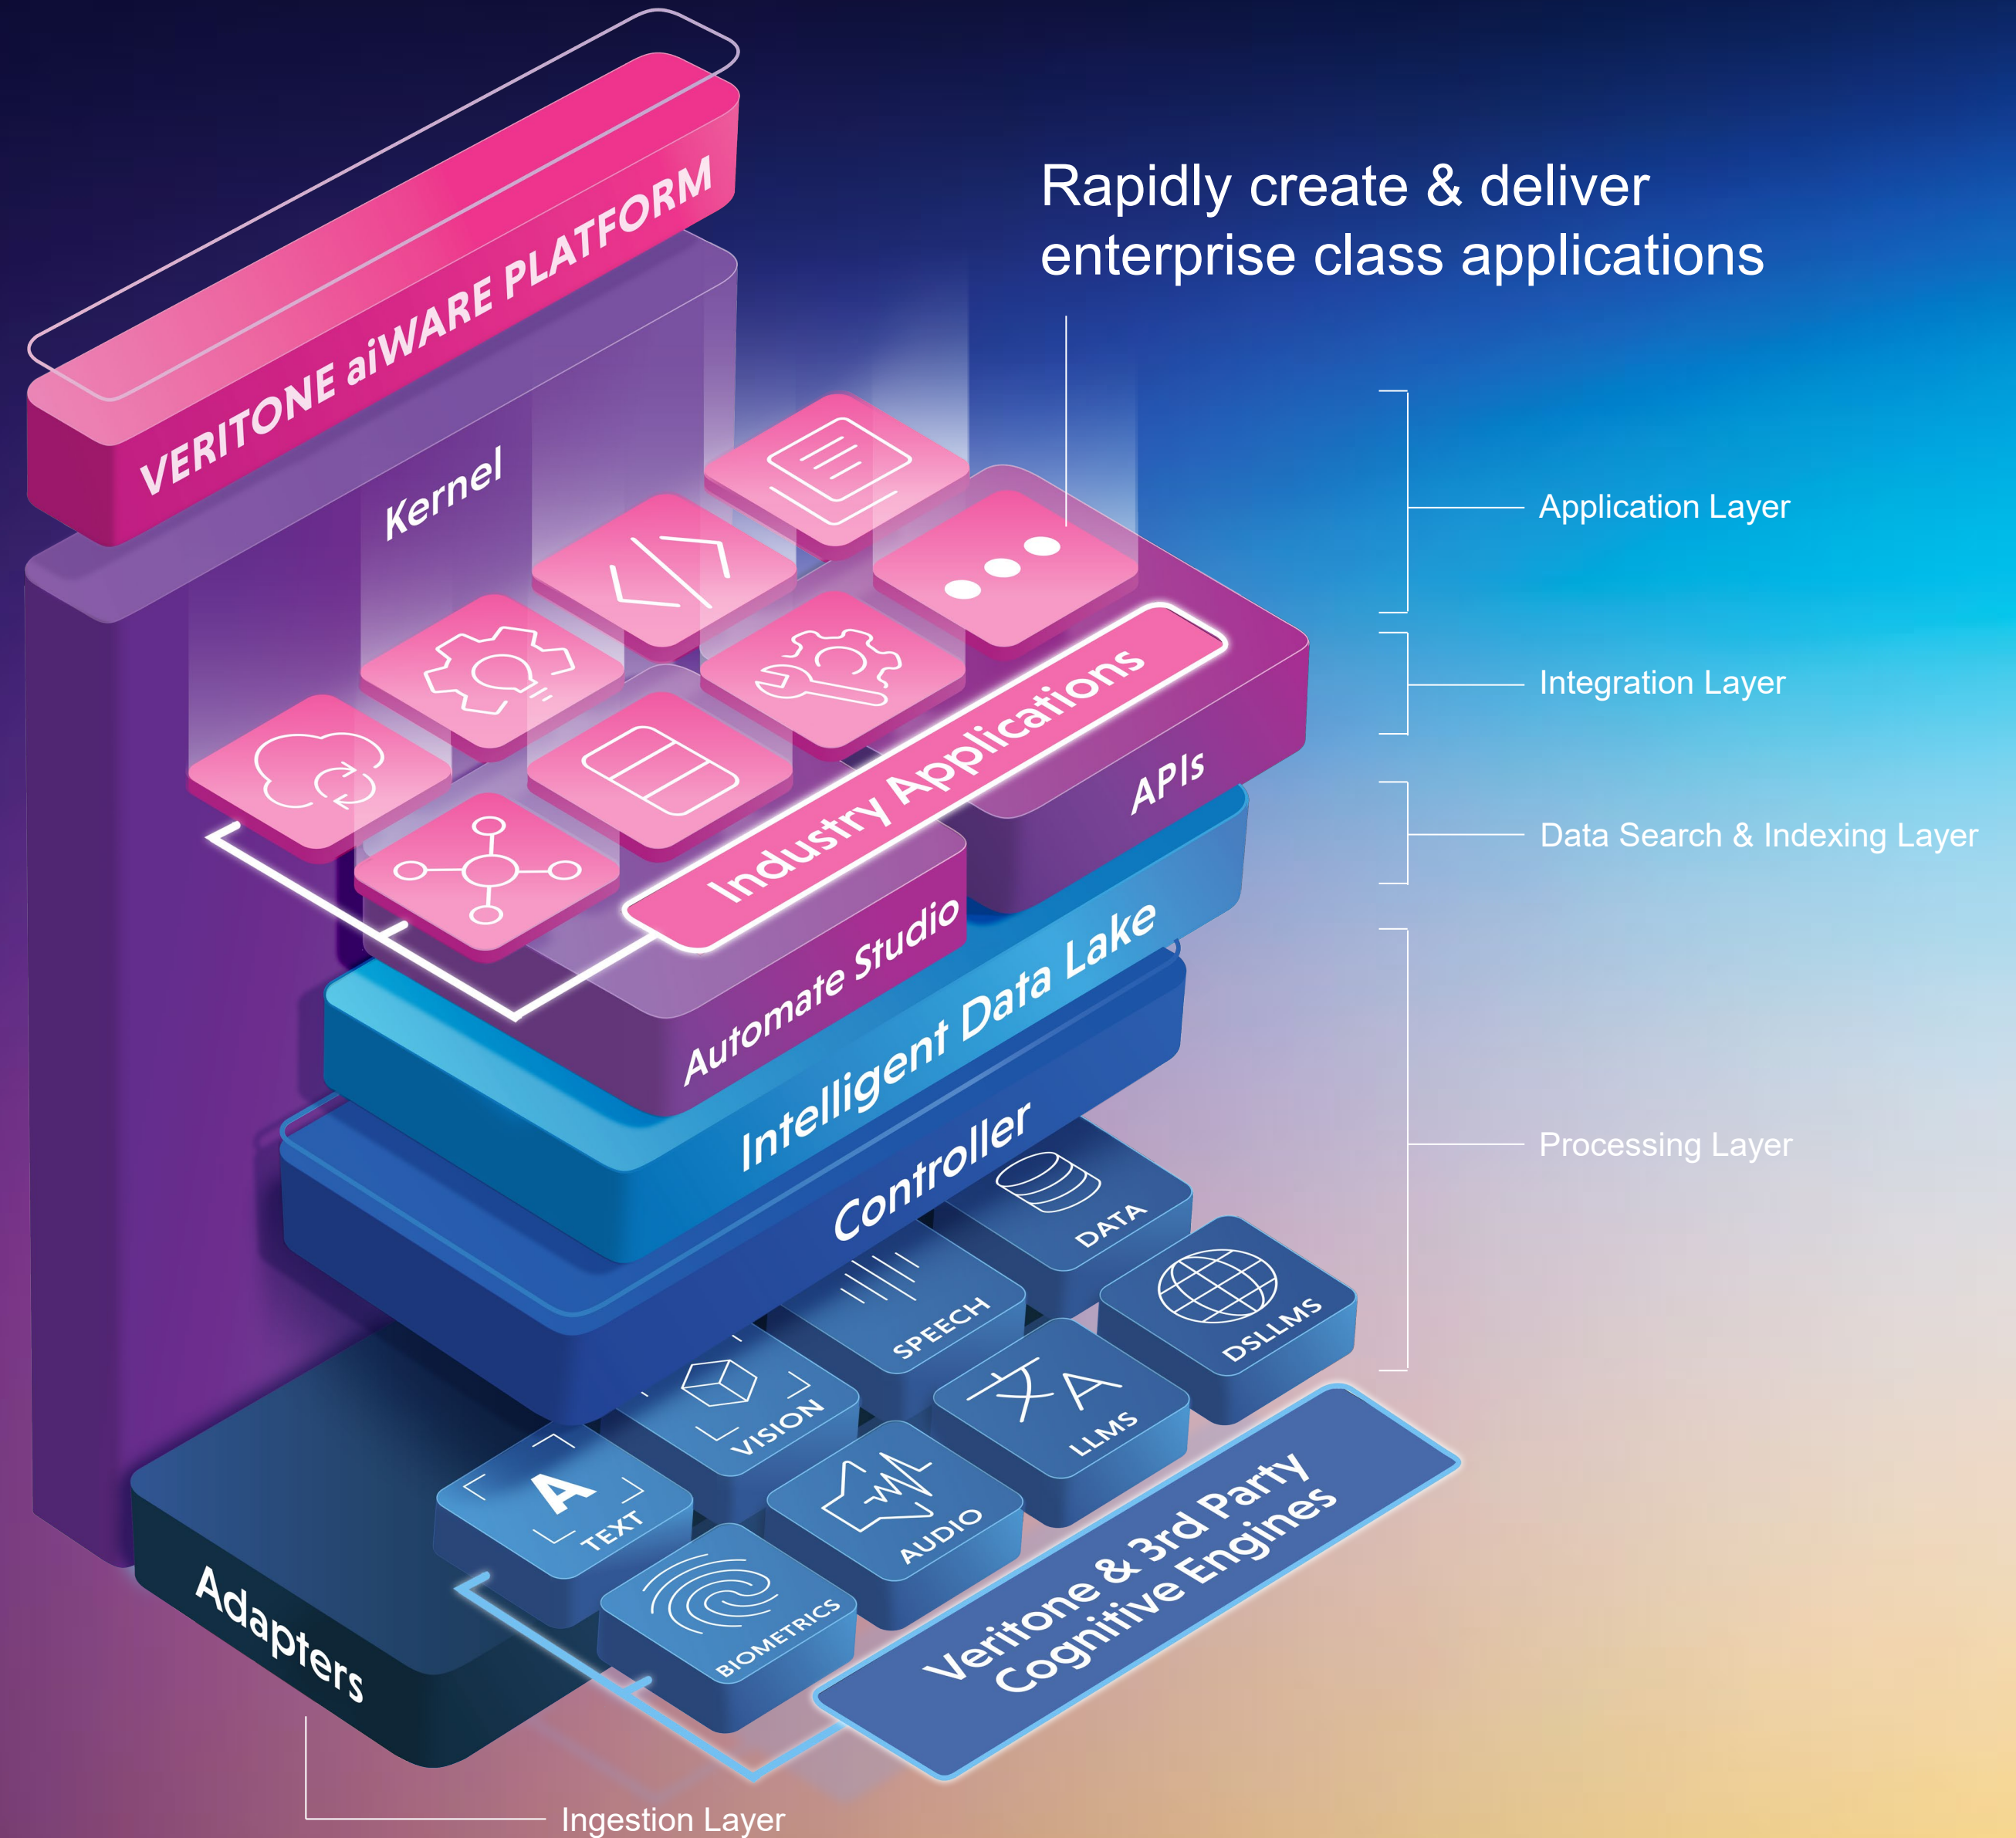 VERITONE aiWARE PLATFORM
Rapidly create & deliver
enterprise class applications
Kernel
Application Layer
Integration Layer
Industry Applications
APIs
Data Search & Indexing Layer
Automate Studio
Intelligent Data Lake
Controller
Processing Layer
DATA
SPEECH
DSLLMS
VISION
LLMS
A
TEXT
AUDIO
BIOMETRICS
Veritone & 3rd Party
Cognitive Engines
Adapters
Ingestion Layer